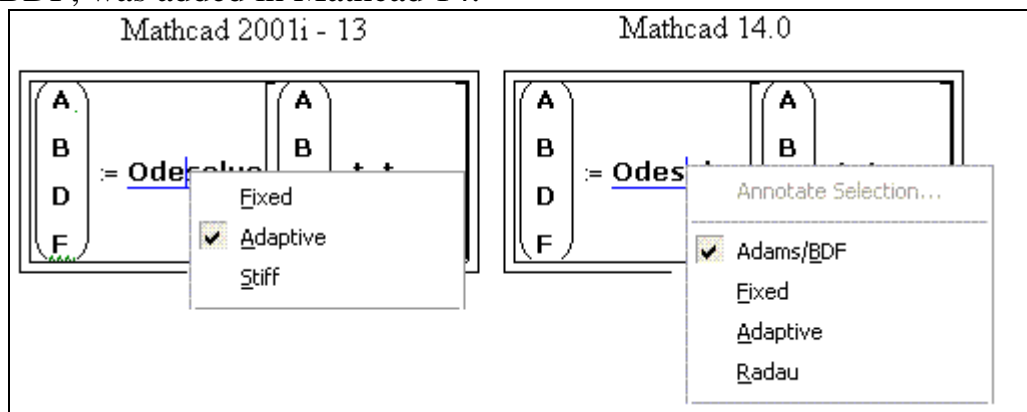 BDF, was added in Mathcad 14.
Mathcad 2001i - 13
A
B
D
F
:= Odesolve
A
B
Fixed
Adaptive
Stiff
Mathcad 14.0
A
B
D
F
:= Odes
A
B
Annotate Selection...
Adams/BDF
Fixed
Adaptive
Radau